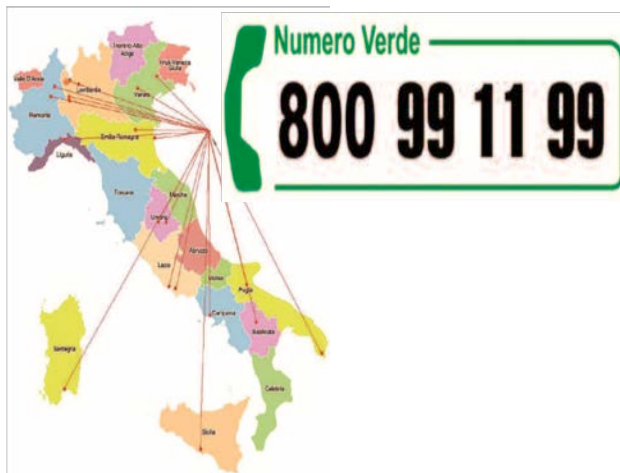 Numero Verde
800 99 11 99
Trentino-Alto
Adige
Friuli-Venezia
Giulia
Valle D'Aosta
Lombardia
Veneto
Piemonte
Emilia-Romagna
Liguria
Toscana
Marche
Umbria
Abruzzo
Lazio
Molise
Puglia
Campania
Basilicata
Sardegna
Calabria
Sicilia